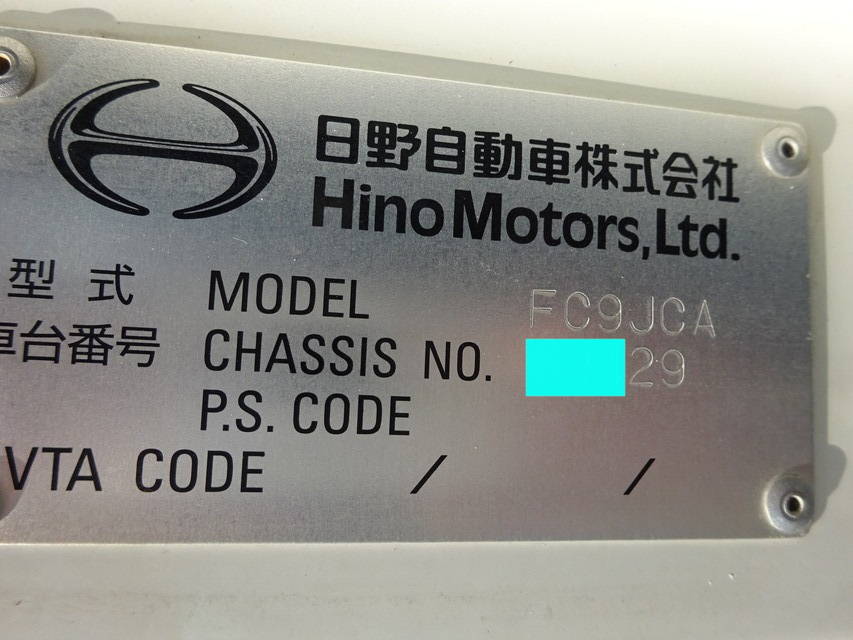 日野自動車株式会社
Hino Motors,Ltd.
型式 MODEL FC9JCA
車台番号 CHASSIS NO. 29
P.S. CODE
VTA CODE / /